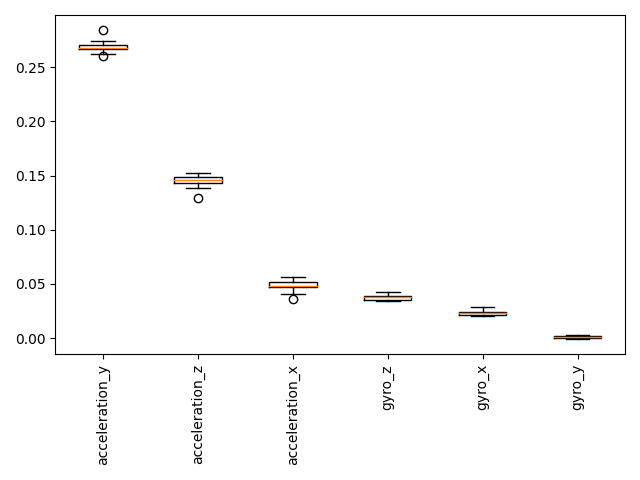 0.25
0.20
0.15
0.10
0.05
0.00
acceleration_y
acceleration_z
acceleration_x
gyro_z
gyro_x
gyro_y